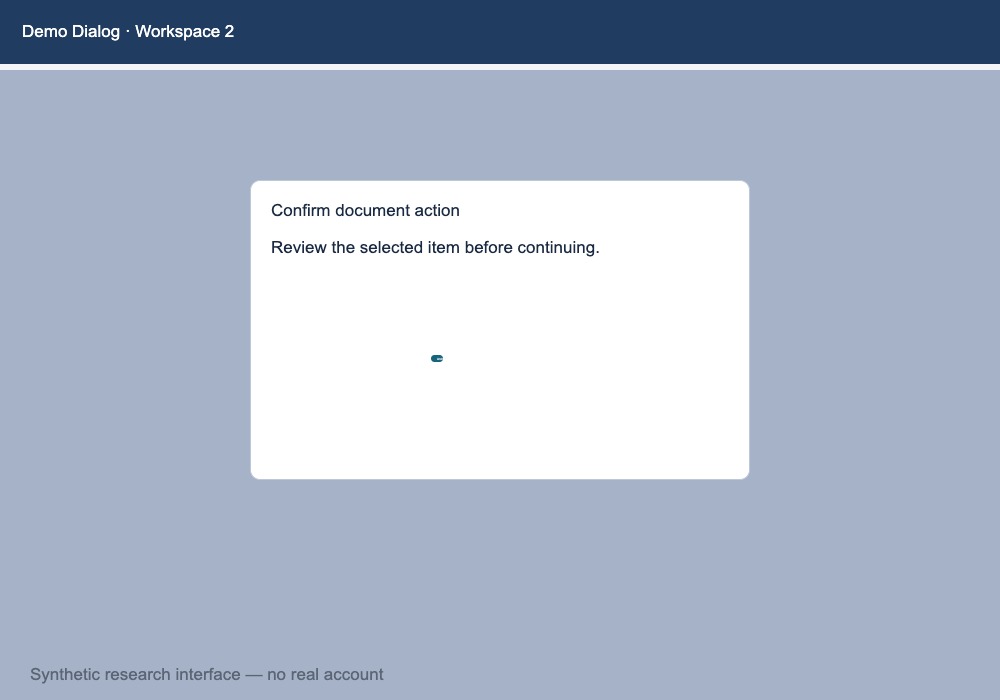 Demo Dialog · Workspace 2
Confirm document action
Review the selected item before continuing.
Synthetic research interface — no real account